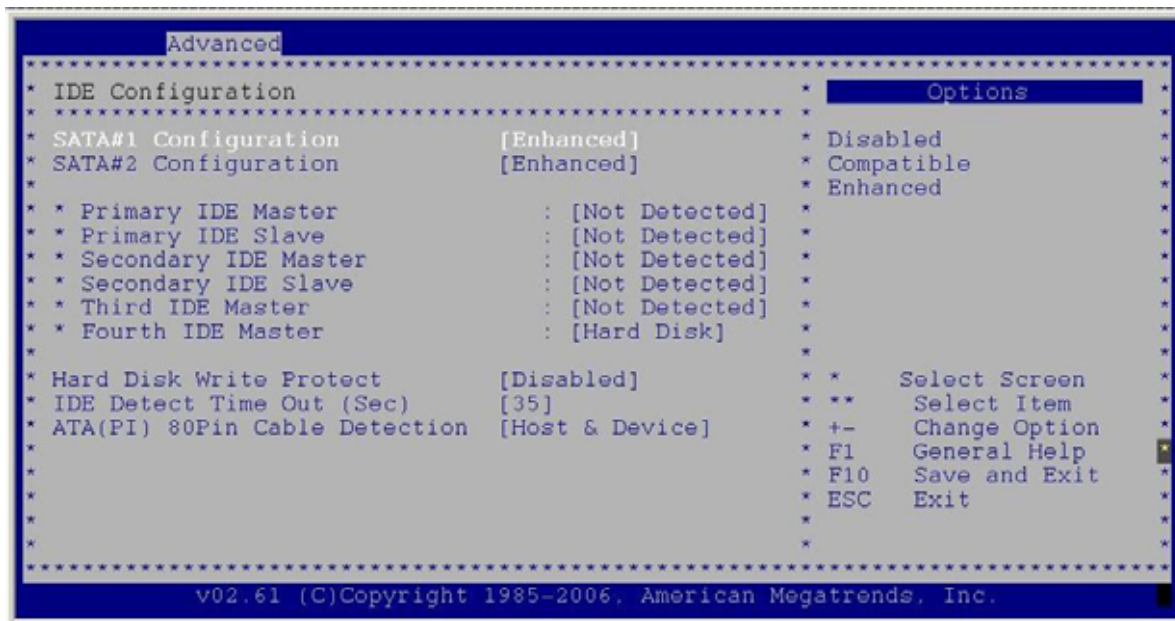 Advanced
IDE Configuration
Options
SATA#1 Configuration [Enhanced]
SATA#2 Configuration [Enhanced]
Disabled
Compatible
Enhanced
* Primary IDE Master : [Not Detected]
* Primary IDE Slave : [Not Detected]
* Secondary IDE Master : [Not Detected]
* Secondary IDE Slave : [Not Detected]
* Third IDE Master : [Not Detected]
* Fourth IDE Master : [Hard Disk]
Hard Disk Write Protect [Disabled]
IDE Detect Time Out (Sec) [35]
ATA(PI) 80Pin Cable Detection [Host & Device]
* Select Screen
** Select Item
+- Change Option
F1 General Help
F10 Save and Exit
ESC Exit
v02.61 (C)Copyright 1985-2006, American Megatrends, Inc.